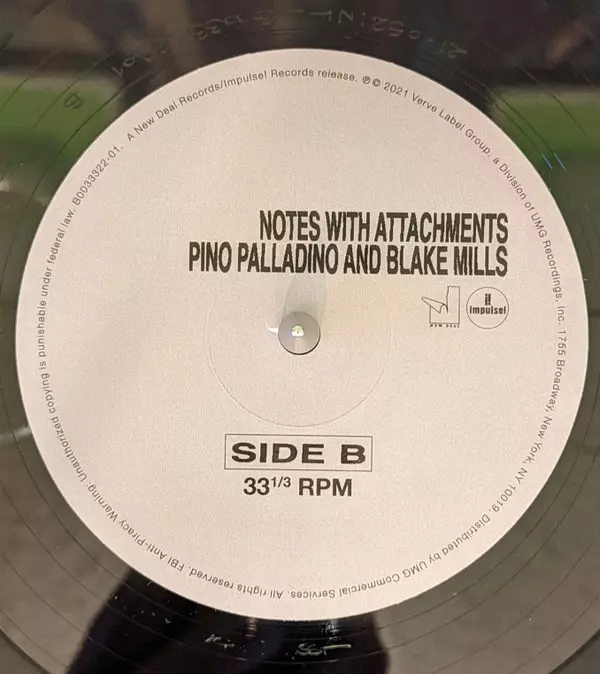 NOTES WITH ATTACHMENTS
PINO PALLADINO AND BLAKE MILLS
NEW DEAL
impulse!
SIDE B
33 1/3 RPM
B0033322-01. A New Deal Records/Impulse! Records release. ℗© 2021 Verve Label Group, a Division of UMG Recordings, Inc. 1755 Broadway, New York, NY 10019. Distributed by UMG Commercial Services. All rights reserved. FBI Anti-Piracy Warning: Unauthorized copying is punishable under federal law.